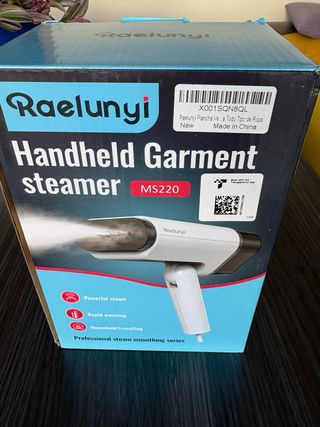 Raelunyi
X001SQN8QL
Raelunyi Plancha Ve...a Todo Tipo de Ropa
New Made in China
Handheld Garment
steamer MS220
Raelunyi
Powerful steam
Rapid warming
Household/travelling
Professional steam smoothing series